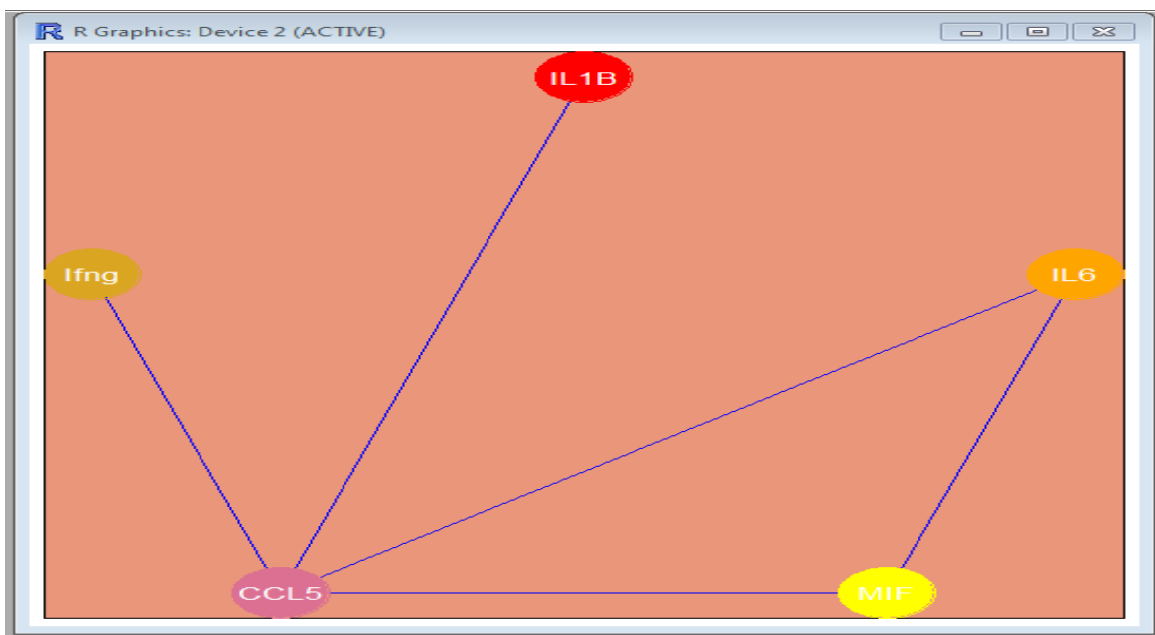 R Graphics: Device 2 (ACTIVE)
IL1B
Ifng
IL6
CCL5
MIF